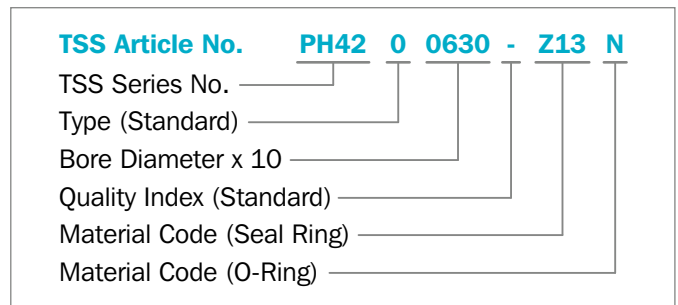 TSS Article No. PH42 0 0630 - Z13 N
TSS Series No.
Type (Standard)
Bore Diameter x 10
Quality Index (Standard)
Material Code (Seal Ring)
Material Code (O-Ring)